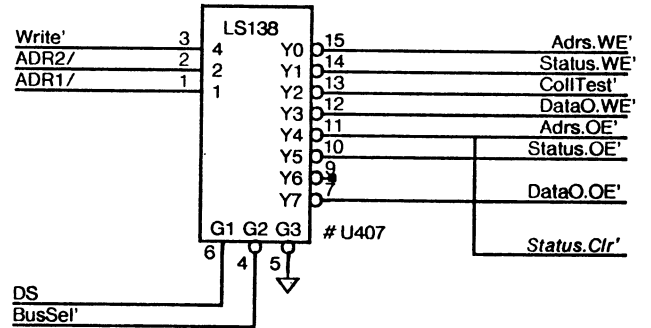 LS138
Write' 3 4 Y0 15 Adrs.WE'
ADR2/ 2 2 Y1 14 Status.WE'
ADR1/ 1 1 Y2 13 CollTest'
Y3 12 DataO.WE'
Y4 11 Adrs.OE'
Y5 10 Status.OE'
Y6 9
Y7 7 DataO.OE'
G1 G2 G3 # U407
6 4 5 Status.Clr'
DS
BusSel'